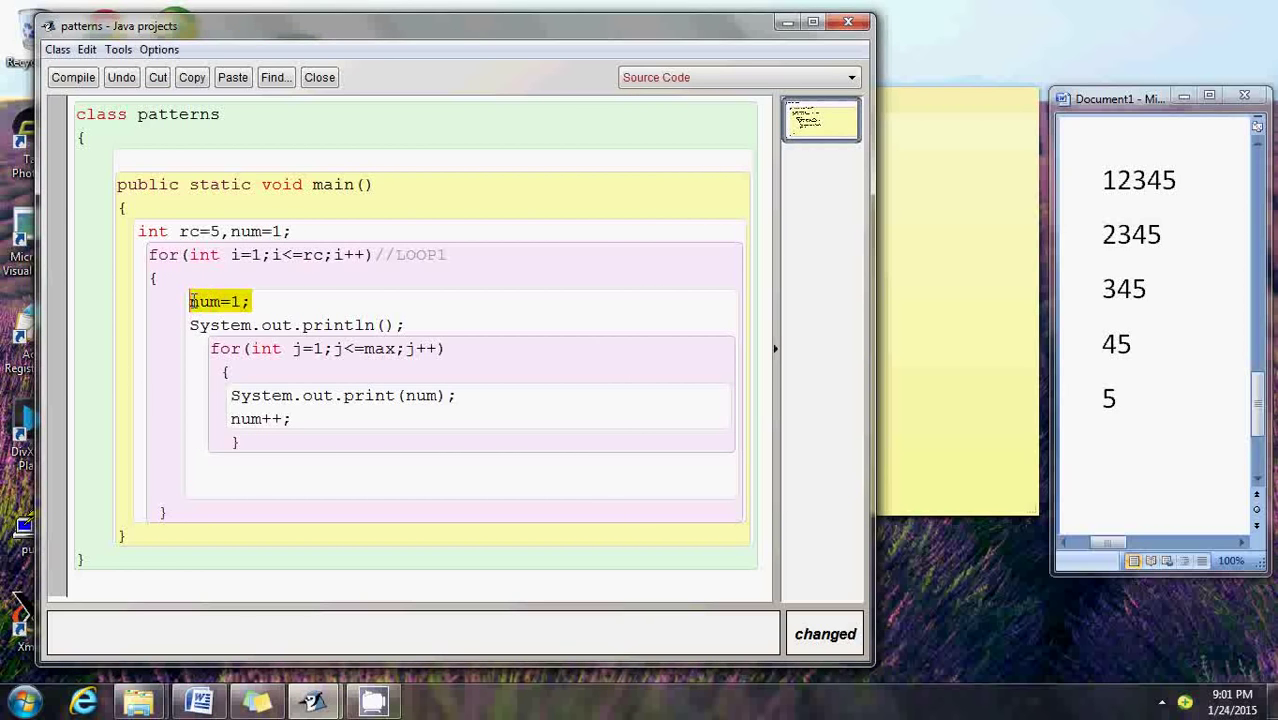 patterns - Java projects
Class Edit Tools Options
Compile Undo Cut Copy Paste Find... Close Source Code
class patterns
{
public static void main()
{
int rc=5,num=1;
for(int i=1;i<=rc;i++)//LOOP1
{
num=1;
System.out.println();
for(int j=1;j<=max;j++)
{
System.out.print(num);
num++;
}
}
}
}
changed
Document1 - Mi...
12345
2345
345
45
5
100%
9:01 PM
1/24/2015